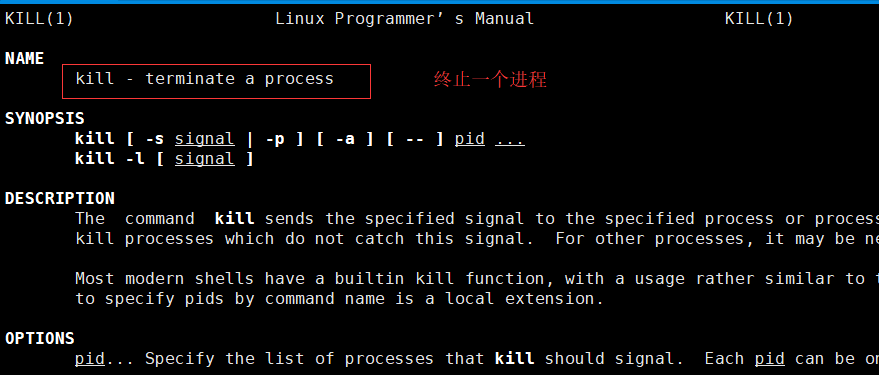 KILL(1) Linux Programmer’s Manual KILL(1)
NAME
kill - terminate a process 终止一个进程
SYNOPSIS
kill [ -s signal | -p ] [ -a ] [ -- ] pid ...
kill -l [ signal ]
DESCRIPTION
The command kill sends the specified signal to the specified process or process
kill processes which do not catch this signal. For other processes, it may be ne
Most modern shells have a builtin kill function, with a usage rather similar to t
to specify pids by command name is a local extension.
OPTIONS
pid... Specify the list of processes that kill should signal. Each pid can be on